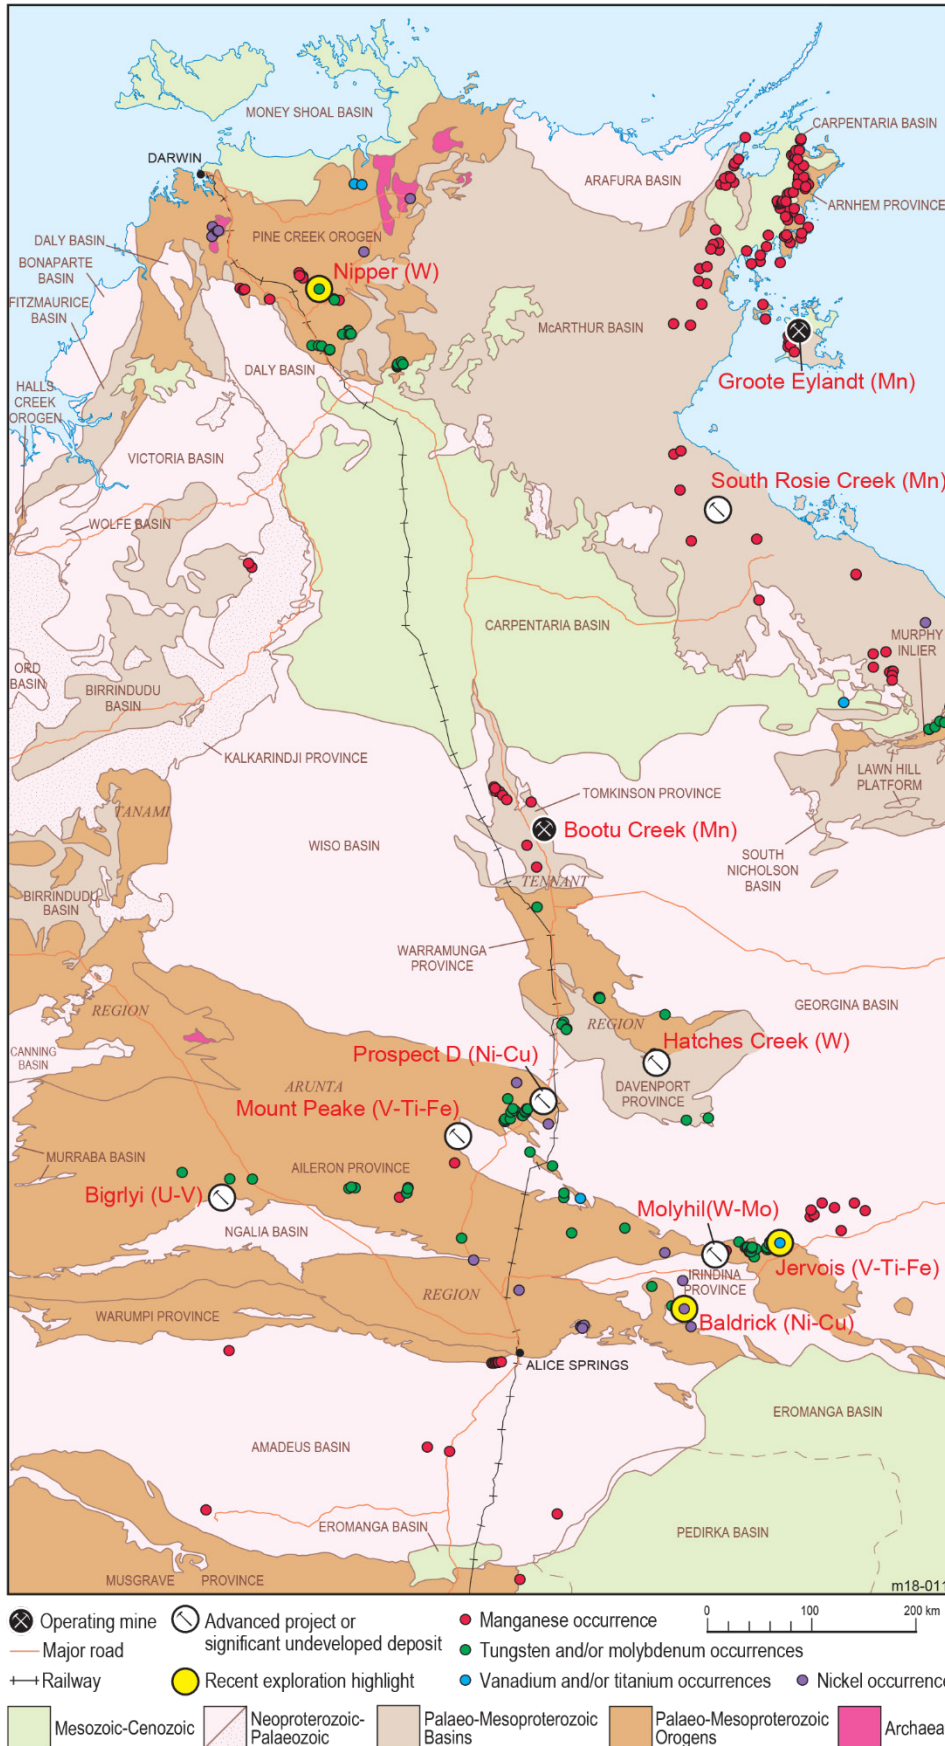 MONEY SHOAL BASIN
CARPENTARIA BASIN
DARWIN
ARAFURA BASIN
ARNHEM PROVINCE
PINE CREEK OROGEN
DALY BASIN
BONAPARTE
BASIN
Nipper (W)
FITZMAURICE
BASIN
McARTHUR BASIN
DALY BASIN
Groote Eylandt (Mn)
HALLS
CREEK
OROGEN
VICTORIA BASIN
South Rosie Creek (Mn)
WOLFE BASIN
CARPENTARIA BASIN
MURPHY
INLIER
ORD
BASIN
BIRRINDUDU
BASIN
KALKARINDJI PROVINCE
LAWN HILL
PLATFORM
TOMKINSON PROVINCE
TANAMI
Bootu Creek (Mn)
WISO BASIN
SOUTH
NICHOLSON
BASIN
TENNANT
BIRRINDUDU
BASIN
WARRAMUNGA
PROVINCE
REGION
GEORGINA BASIN
REGION
Hatches Creek (W)
CANNING
BASIN
Prospect D (Ni-Cu)
ARUNTA
DAVENPORT
PROVINCE
Mount Peake (V-Ti-Fe)
MURRABA BASIN
AILERON PROVINCE
Bigrlyi (U-V)
Molyhil(W-Mo)
NGALIA BASIN
Jervois (V-Ti-Fe)
IRINDINA
PROVINCE
REGION
WARUMPI PROVINCE
Baldrick (Ni-Cu)
ALICE SPRINGS
EROMANGA BASIN
AMADEUS BASIN
EROMANGA BASIN
PEDIRKA BASIN
MUSGRAVE PROVINCE
m18-011
Operating mine
Advanced project or
significant undeveloped deposit
Manganese occurrence
0 100 200 km
Major road
Tungsten and/or molybdenum occurrences
Railway
Recent exploration highlight
Vanadium and/or titanium occurrences
Nickel occurrenc
Mesozoic-Cenozoic
Neoproterozoic-
Palaeozoic
Palaeo-Mesoproterozoic
Basins
Palaeo-Mesoproterozoic
Orogens
Archaea